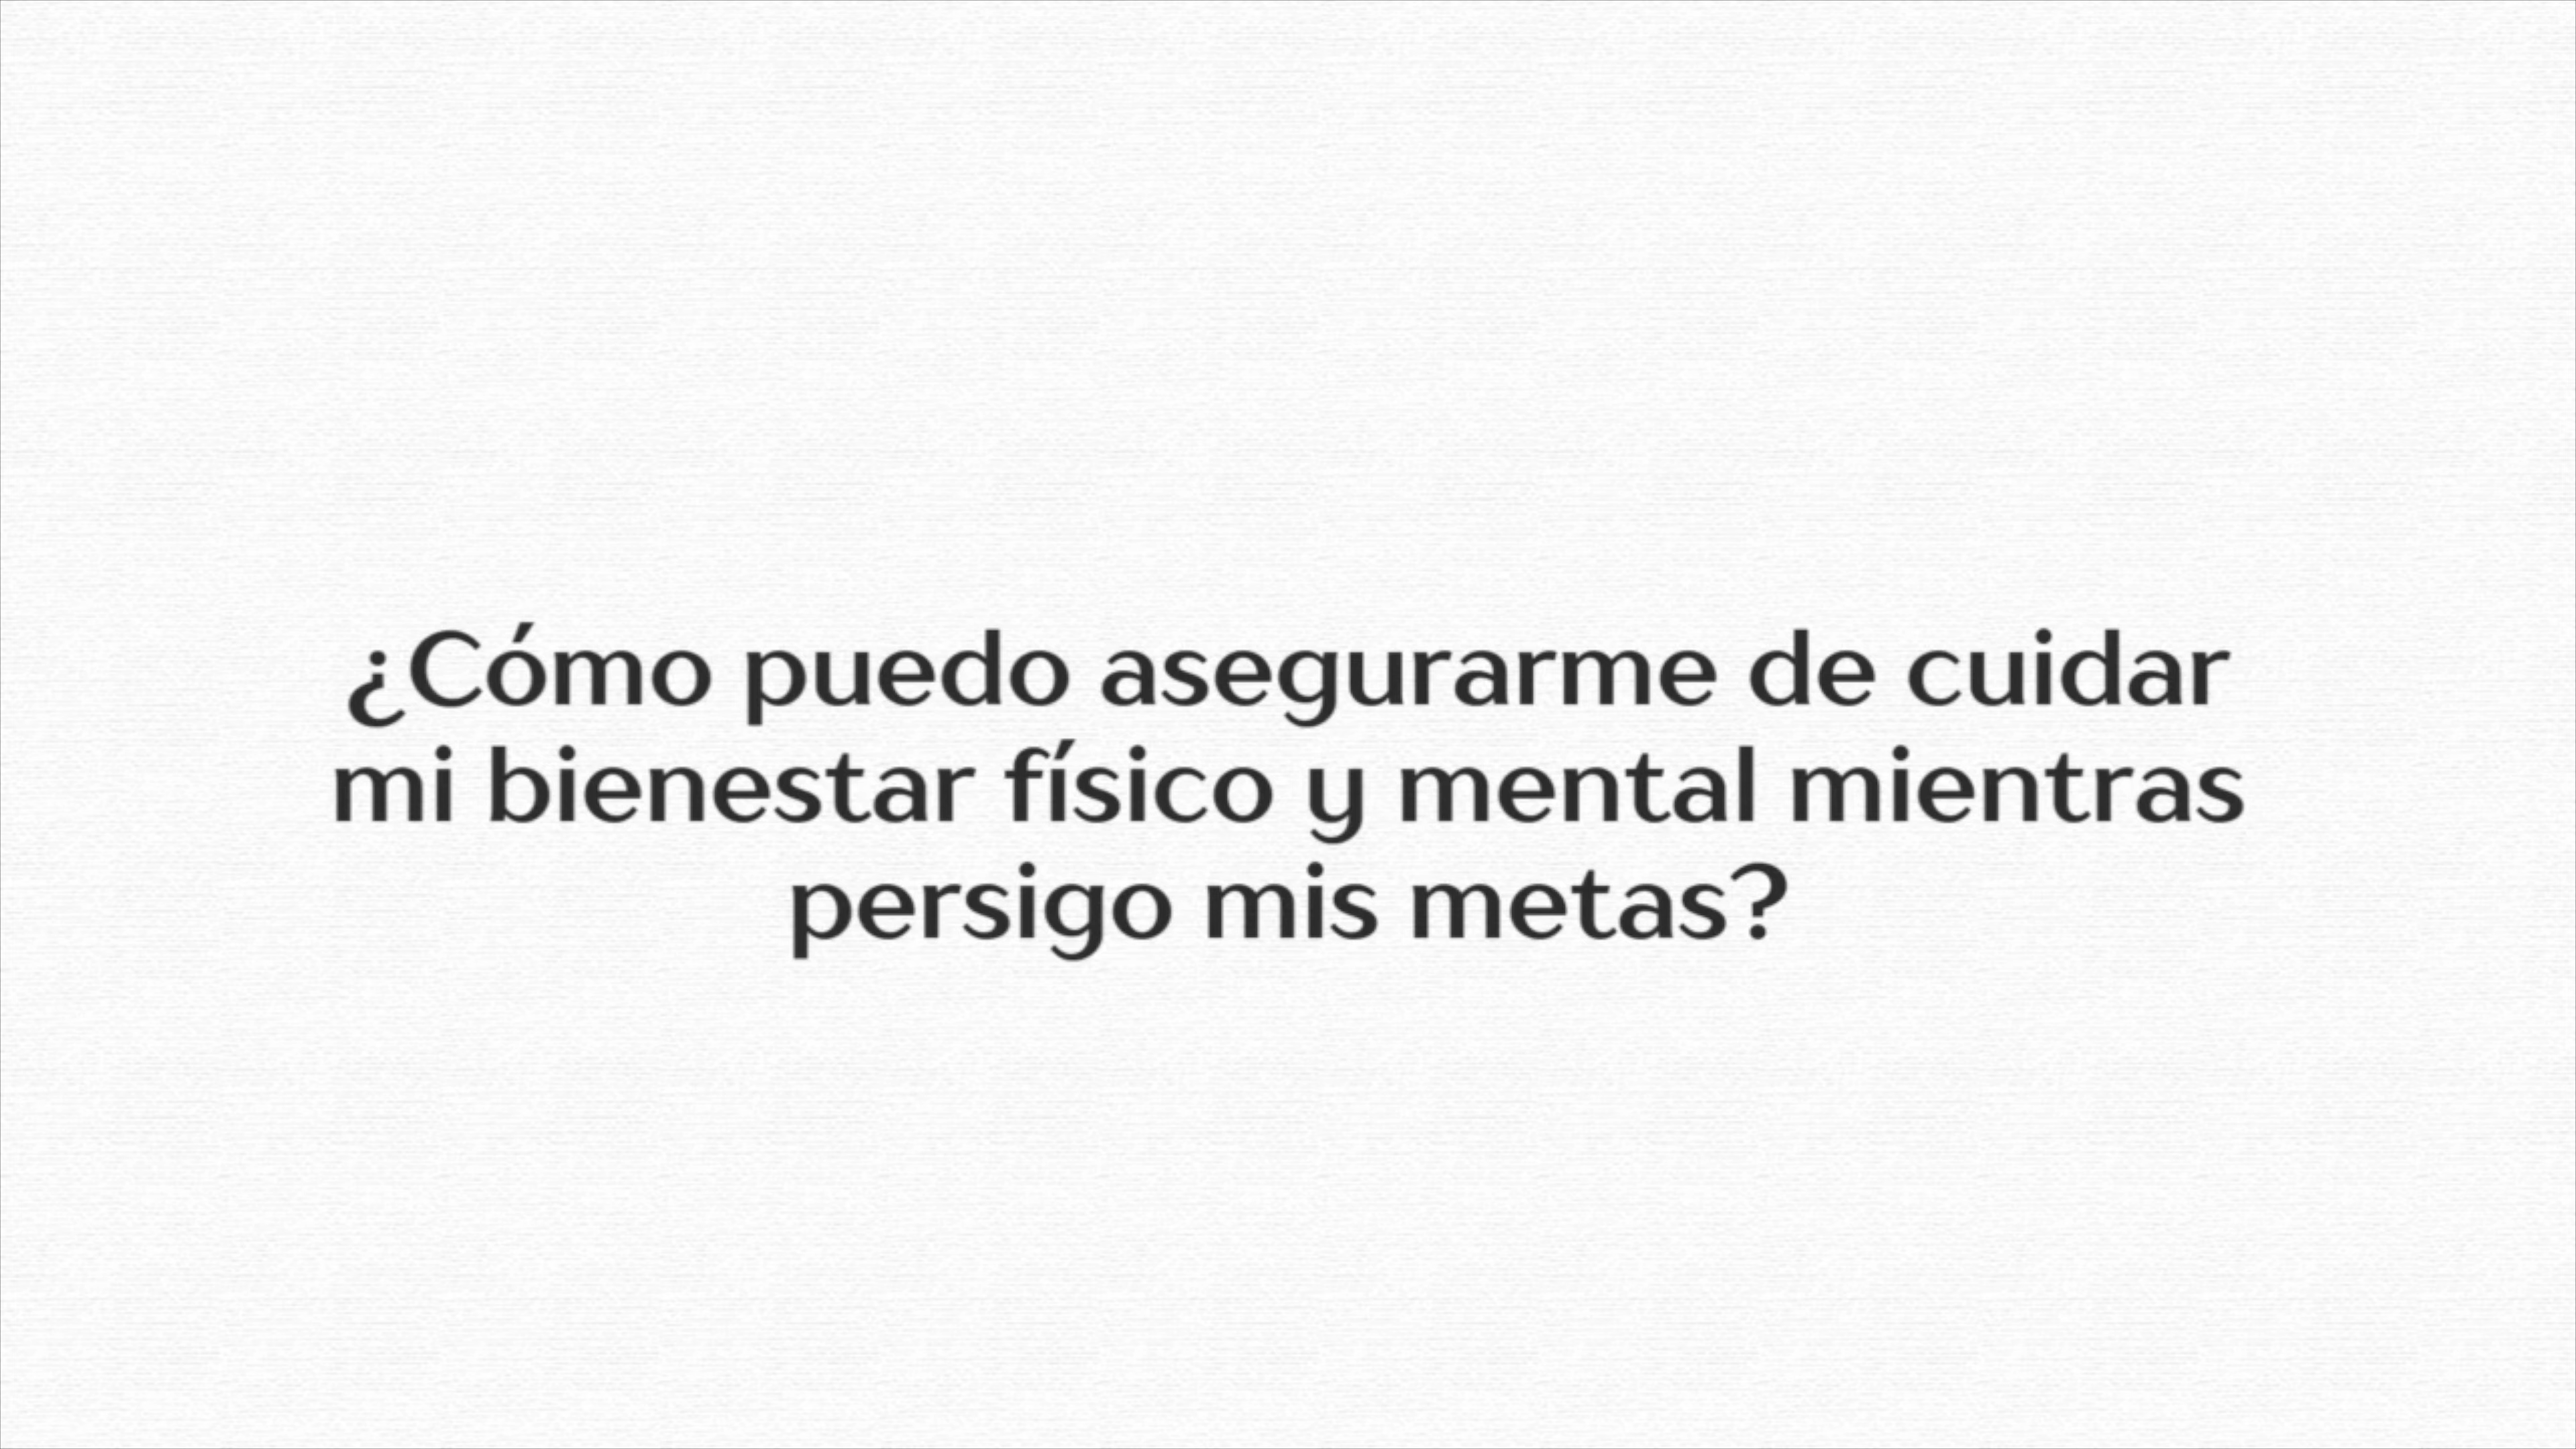 ¿Cómo puedo asegurarme de cuidar
mi bienestar físico y mental mientras
persigo mis metas?